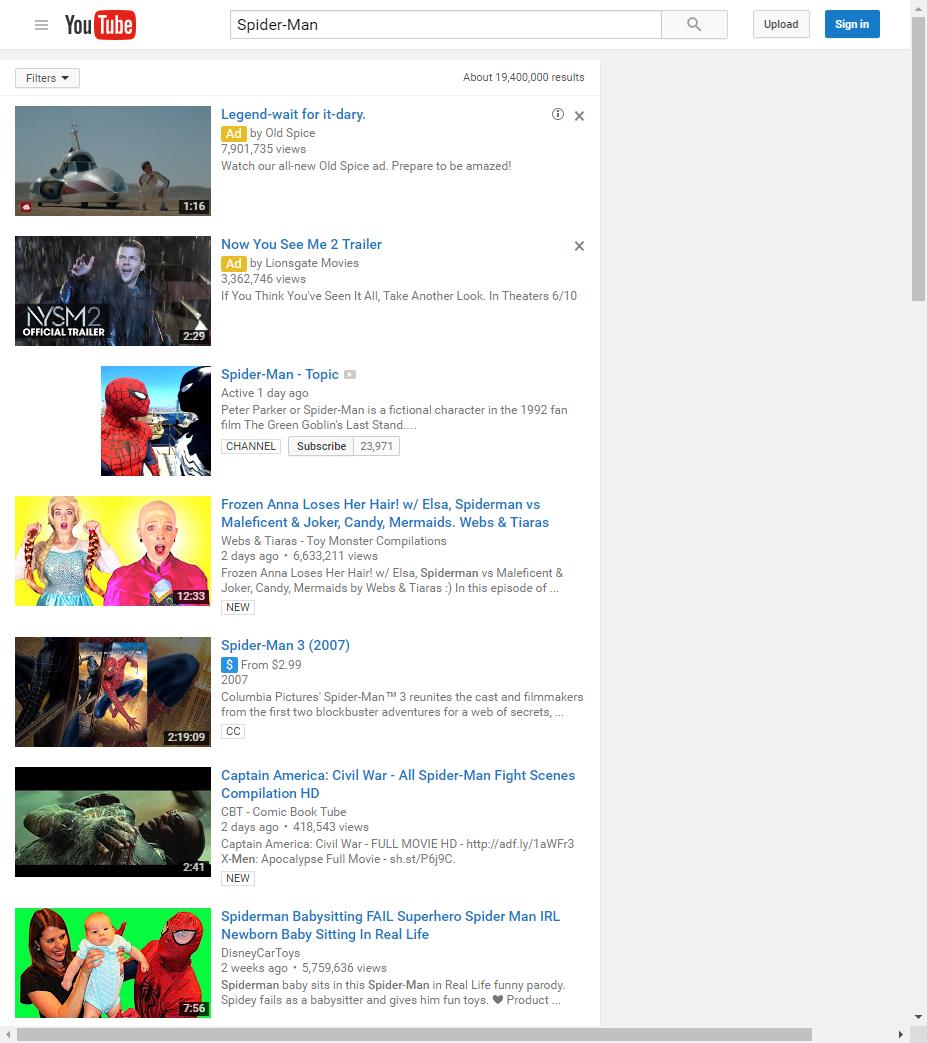 YouTube
Spider-Man
Upload
Sign in
Filters
About 19,400,000 results
Legend-wait for it-dary.
Ad by Old Spice
7,901,735 views
Watch our all-new Old Spice ad. Prepare to be amazed!
1:16
Now You See Me 2 Trailer
Ad by Lionsgate Movies
3,362,746 views
If You Think You've Seen It All, Take Another Look. In Theaters 6/10
NYSM2
OFFICIAL TRAILER
2:29
Spider-Man - Topic
Active 1 day ago
Peter Parker or Spider-Man is a fictional character in the 1992 fan
film The Green Goblin's Last Stand....
CHANNEL Subscribe 23,971
Frozen Anna Loses Her Hair! w/ Elsa, Spiderman vs
Maleficent & Joker, Candy, Mermaids. Webs & Tiaras
Webs & Tiaras - Toy Monster Compilations
2 days ago • 6,633,211 views
Frozen Anna Loses Her Hair! w/ Elsa, Spiderman vs Maleficent &
Joker, Candy, Mermaids by Webs & Tiaras :) In this episode of ...
NEW
12:33
Spider-Man 3 (2007)
$ From $2.99
2007
Columbia Pictures' Spider-Man™ 3 reunites the cast and filmmakers
from the first two blockbuster adventures for a web of secrets, ...
CC
2:19:09
Captain America: Civil War - All Spider-Man Fight Scenes
Compilation HD
CBT - Comic Book Tube
2 days ago • 418,543 views
Captain America: Civil War - FULL MOVIE HD - http://adf.ly/1aWFr3
X-Men: Apocalypse Full Movie - sh.st/P6j9C.
NEW
2:41
Spiderman Babysitting FAIL Superhero Spider Man IRL
Newborn Baby Sitting In Real Life
DisneyCarToys
2 weeks ago • 5,759,636 views
Spiderman baby sits in this Spider-Man in Real Life funny parody.
Spidey fails as a babysitter and gives him fun toys. ❤ Product ...
7:56